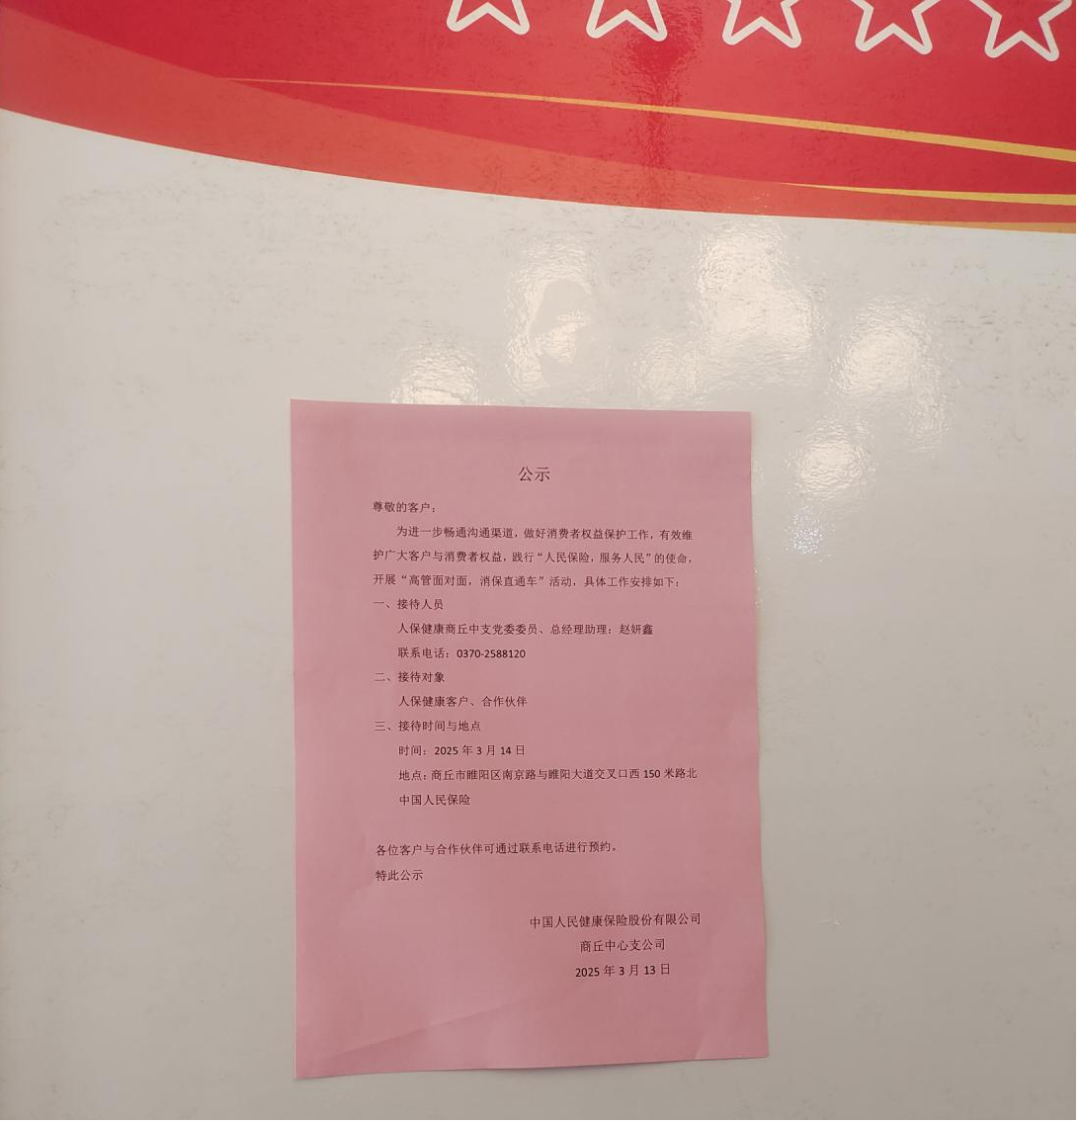 公示
尊敬的客户：
为进一步畅通沟通渠道，做好消费者权益保护工作，有效维
护广大客户与消费者权益，践行“人民保险，服务人民”的使命，
开展“高管面对面，消保直通车”活动，具体工作安排如下：
一、接待人员
人保健康商丘中支党委委员、总经理助理：赵妍鑫
联系电话：0370-2588120
二、接待对象
人保健康客户、合作伙伴
三、接待时间与地点
时间：2025 年 3 月 14 日
地点：商丘市睢阳区南京路与睢阳大道交叉口西 150 米路北
中国人民保险
各位客户与合作伙伴可通过联系电话进行预约。
特此公示
中国人民健康保险股份有限公司
商丘中心支公司
2025 年 3 月 13 日